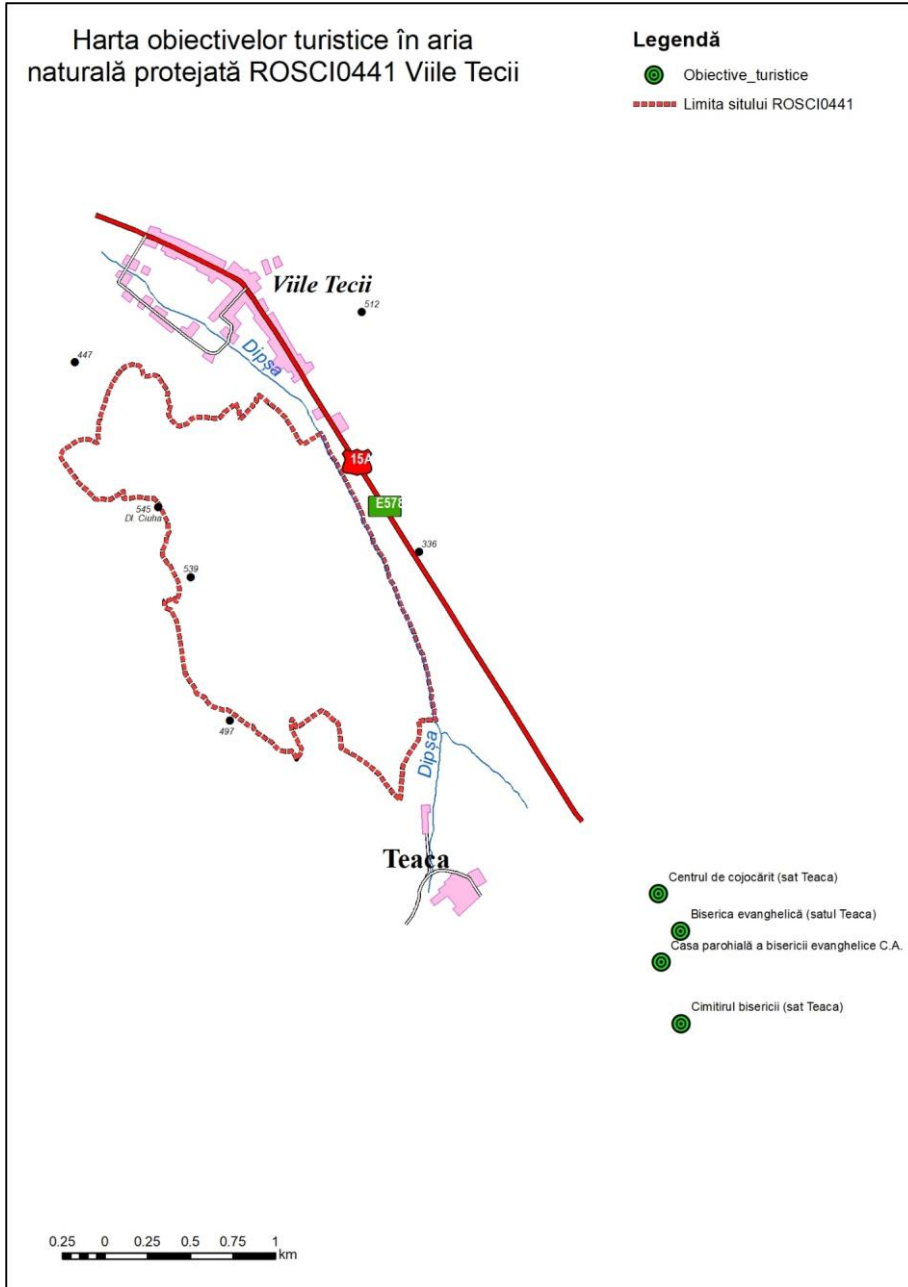 Harta obiectivelor turistice în aria
naturală protejată ROSCI0441 Viile Tecii
Legendă
Obiective_turistice
Limita sitului ROSCI0441
Viile Tecii
512
Dipșa
447
15A
E578
545
Dl. Ciuha
336
539
497
Dipșa
Teaca
Centrul de cojocărit (sat Teaca)
Biserica evanghelică (satul Teaca)
Casa parohială a bisericii evanghelice C.A.
Cimitirul bisericii (sat Teaca)
0.25 0 0.25 0.5 0.75 1
km